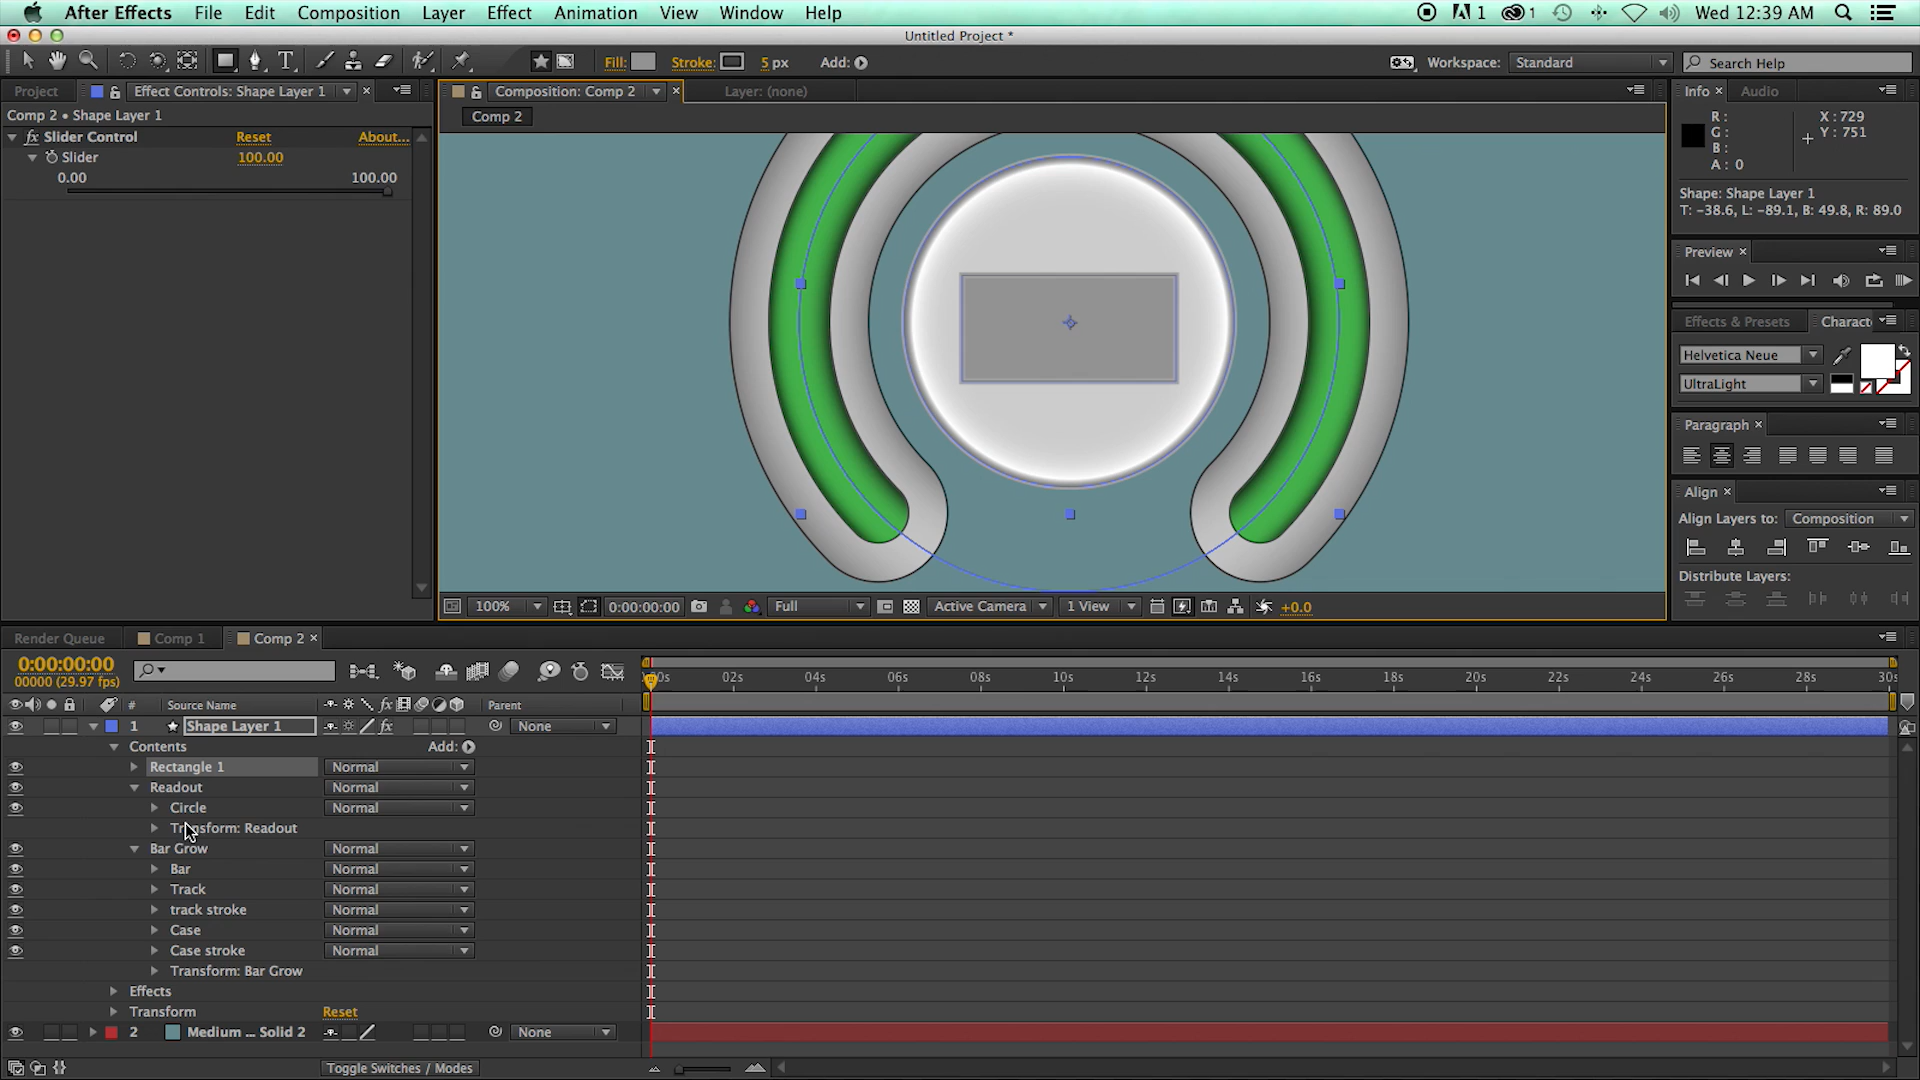 After Effects File Edit Composition Layer Effect Animation View Window Help 1 1 Wed 12:39 AM
Untitled Project *
Fill: Stroke: 5 px Add: Workspace: Standard Search Help
Project Effect Controls: Shape Layer 1 Composition: Comp 2 Layer: (none) Info Audio
Comp 2 • Shape Layer 1 Comp 2
fx Slider Control Reset About...
Slider 100.00
0.00 100.00
R: X: 729
G: Y: 751
B:
A: 0
Shape: Shape Layer 1
T: -38.6, L: -89.1, B: 49.8, R: 89.0
Preview
Effects & Presets Charact
Helvetica Neue
UltraLight
Paragraph
Align
Align Layers to: Composition
Distribute Layers:
100% 0:00:00:00 Full Active Camera 1 View +0.0
Render Queue Comp 1 Comp 2
0:00:00:00
00000 (29.97 fps)
00s 02s 04s 06s 08s 10s 12s 14s 16s 18s 20s 22s 24s 26s 28s 30s
# Source Name fx Parent
1 Shape Layer 1 fx None
Contents Add:
Rectangle 1 Normal
Readout Normal
Circle Normal
Transform: Readout
Bar Grow Normal
Bar Normal
Track Normal
track stroke Normal
Case Normal
Case stroke Normal
Transform: Bar Grow
Effects
Transform Reset
2 Medium ... Solid 2 None
Toggle Switches / Modes